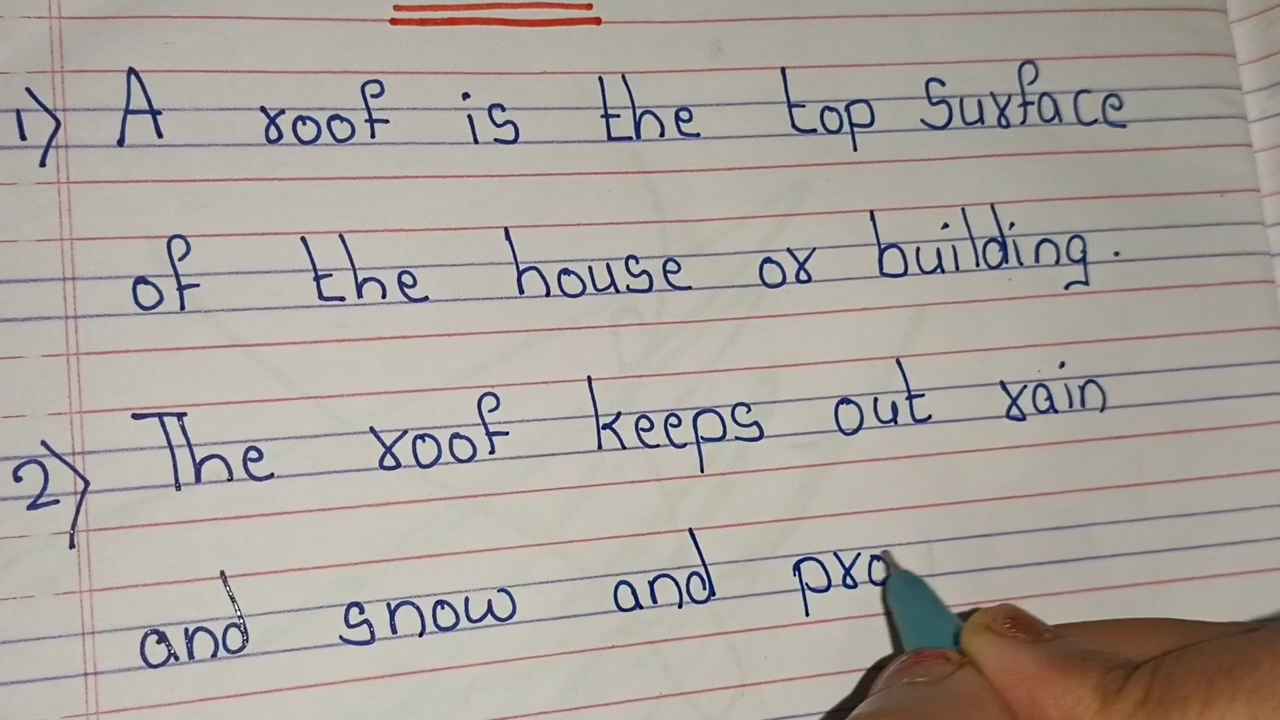 1) A roof is the top Surface
of the house or building.
2) The roof keeps out rain
and snow and pro